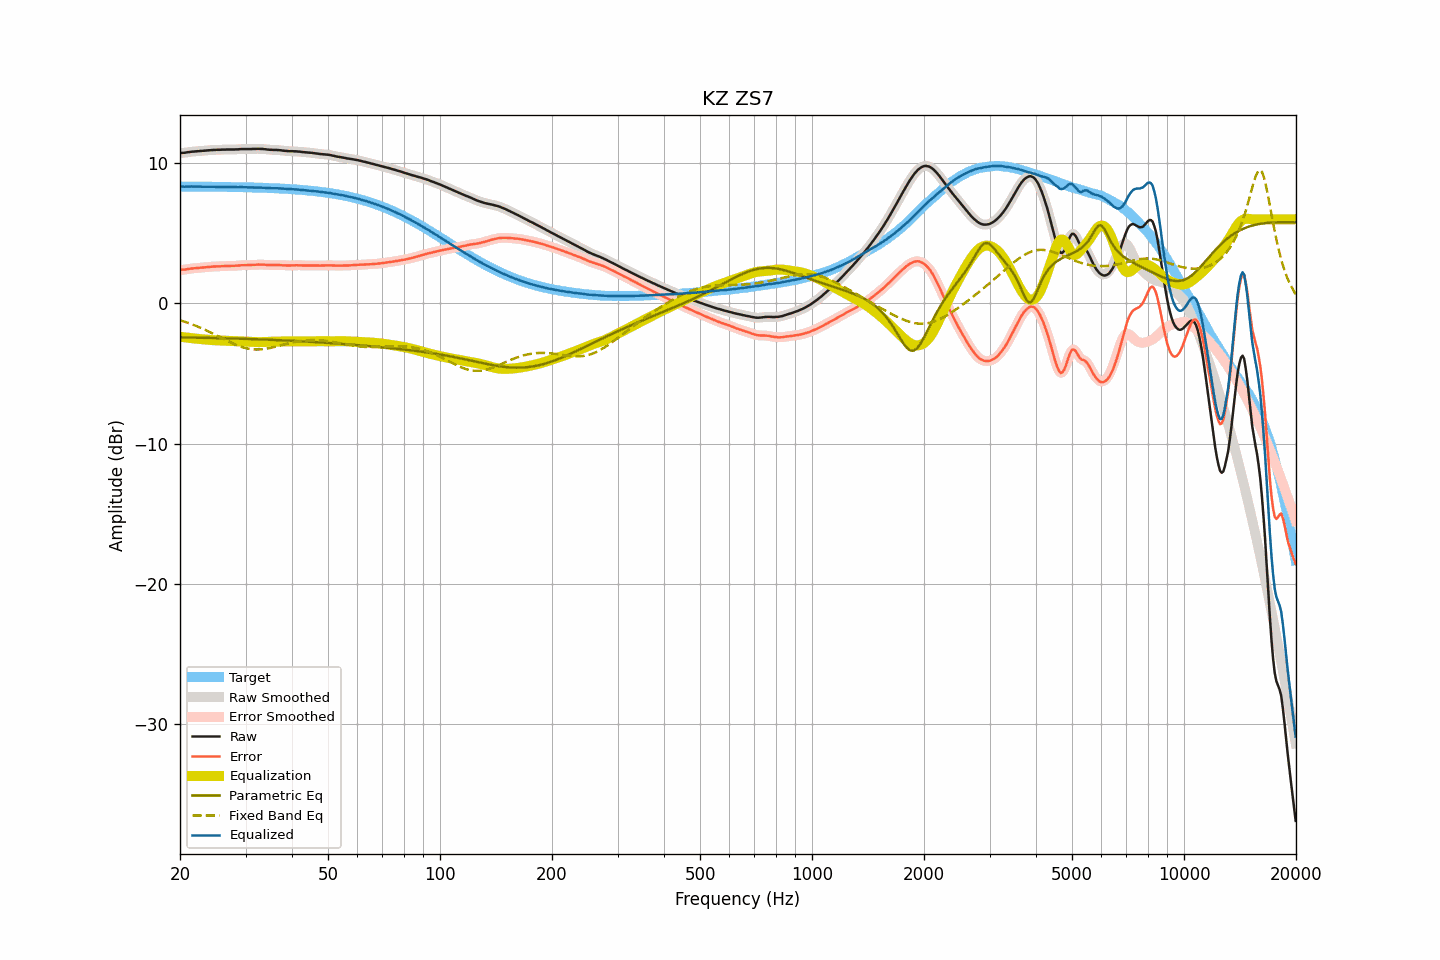 KZ ZS7
Amplitude (dBr)
10
0
−10
−20
−30
Target
Raw Smoothed
Error Smoothed
Raw
Error
Equalization
Parametric Eq
Fixed Band Eq
Equalized
20 50 100 200 500 1000 2000 5000 10000 20000
Frequency (Hz)